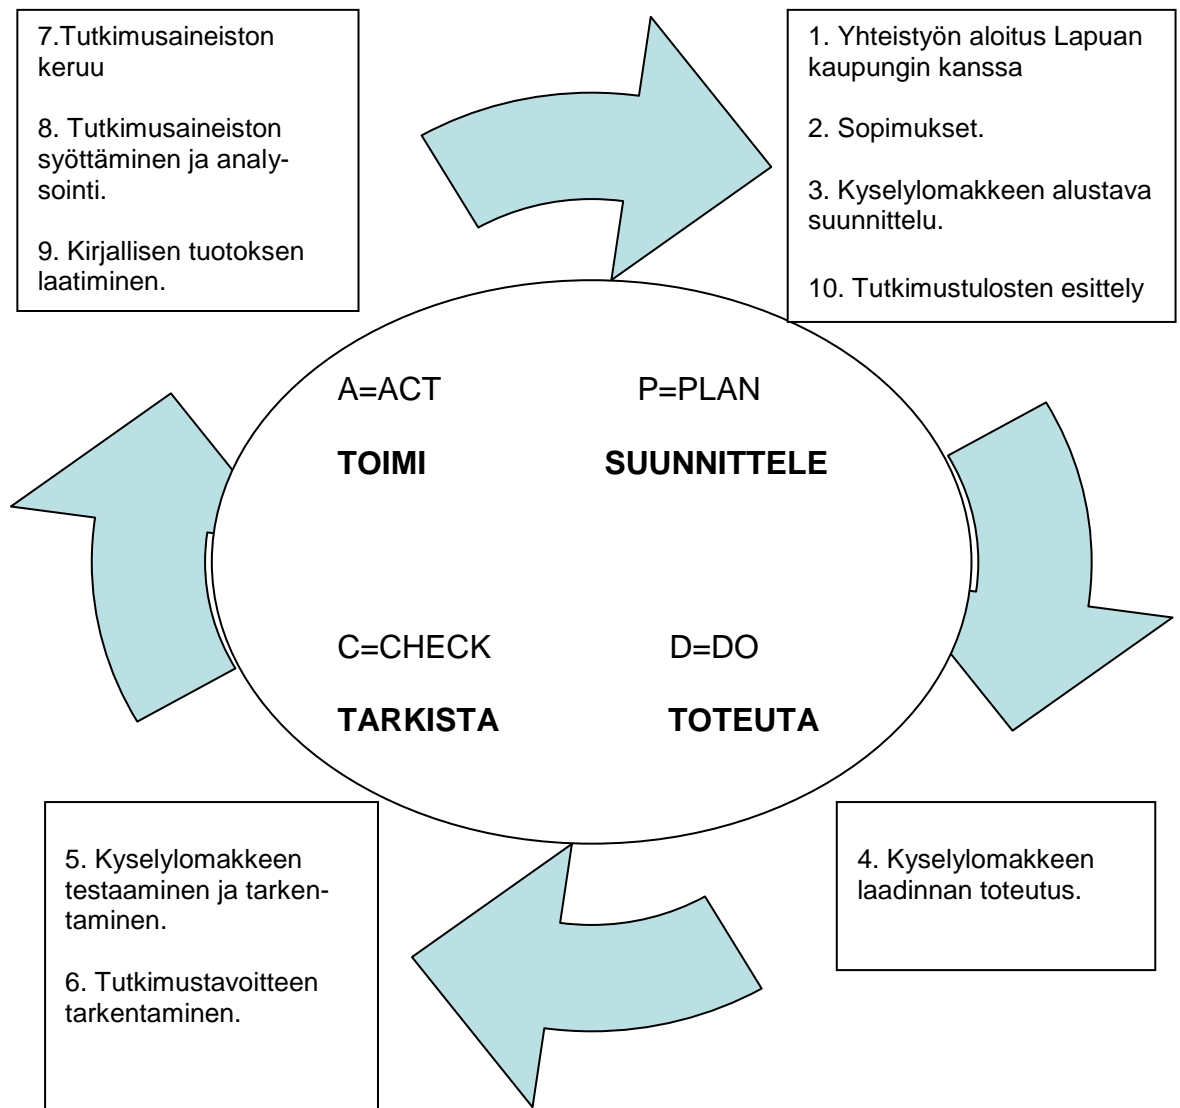 7.Tutkimusaineiston
keruu
8. Tutkimusaineiston
syöttäminen ja analy-
sointi.
9. Kirjallisen tuotoksen
laatiminen.
1. Yhteistyön aloitus Lapuan
kaupungin kanssa
2. Sopimukset.
3. Kyselylomakkeen alustava
suunnittelu.
10. Tutkimustulosten esittely
A=ACT
P=PLAN
TOIMI
SUUNNITTELE
C=CHECK
D=DO
TARKISTA
TOTEUTA
5. Kyselylomakkeen
testaaminen ja tarken-
taminen.
6. Tutkimustavoitteen
tarkentaminen.
4. Kyselylomakkeen
laadinnan toteutus.